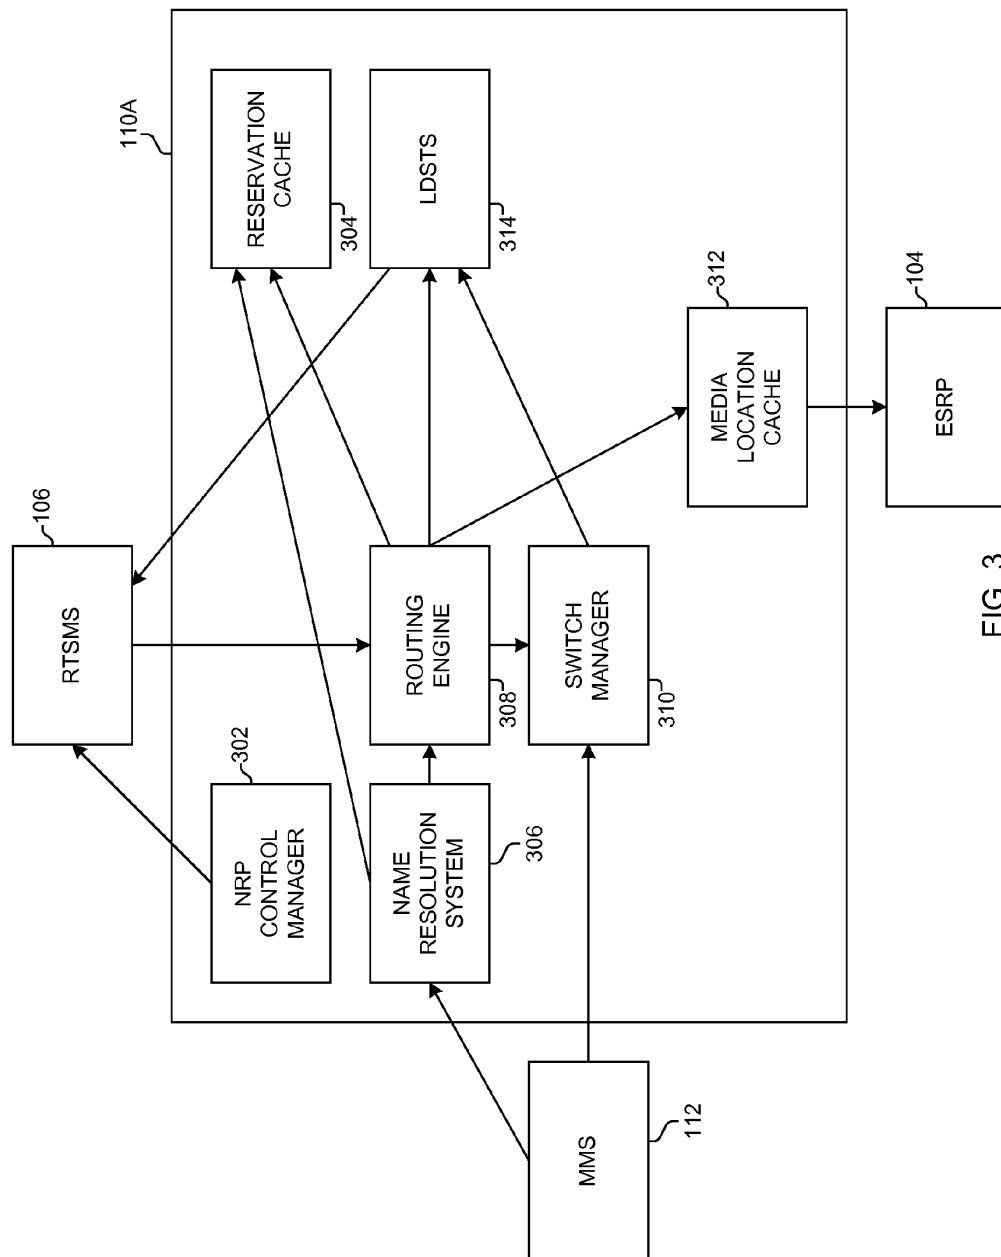 110A
RTSMS
106
NRP
CONTROL
MANAGER
302
RESERVATION
CACHE
304
NAME
RESOLUTION
SYSTEM
306
ROUTING
ENGINE
308
LDSTS
314
MMS
112
SWITCH
MANAGER
310
MEDIA
LOCATION
CACHE
312
ESRP
104
FIG. 3